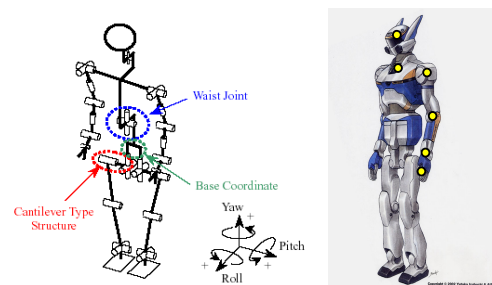 Waist Joint
Base Coordinate
Cantilever Type
Structure
Yaw
+
Pitch
+
+
Roll